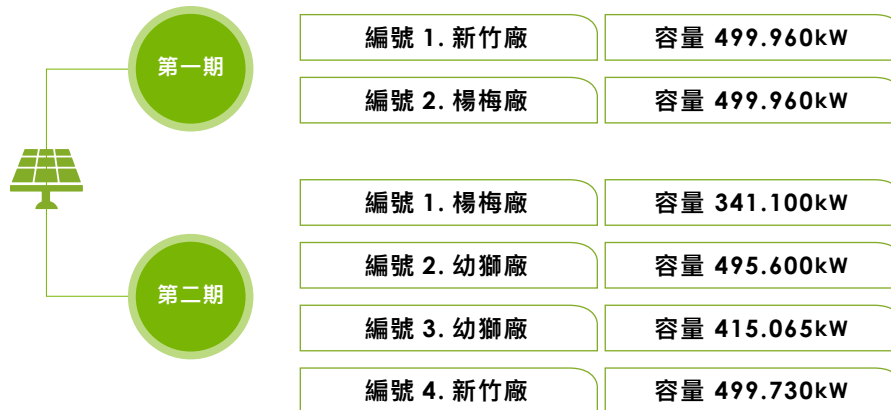 第一期
編號 1. 新竹廠 容量 499.960kW
編號 2. 楊梅廠 容量 499.960kW
第二期
編號 1. 楊梅廠 容量 341.100kW
編號 2. 幼獅廠 容量 495.600kW
編號 3. 幼獅廠 容量 415.065kW
編號 4. 新竹廠 容量 499.730kW